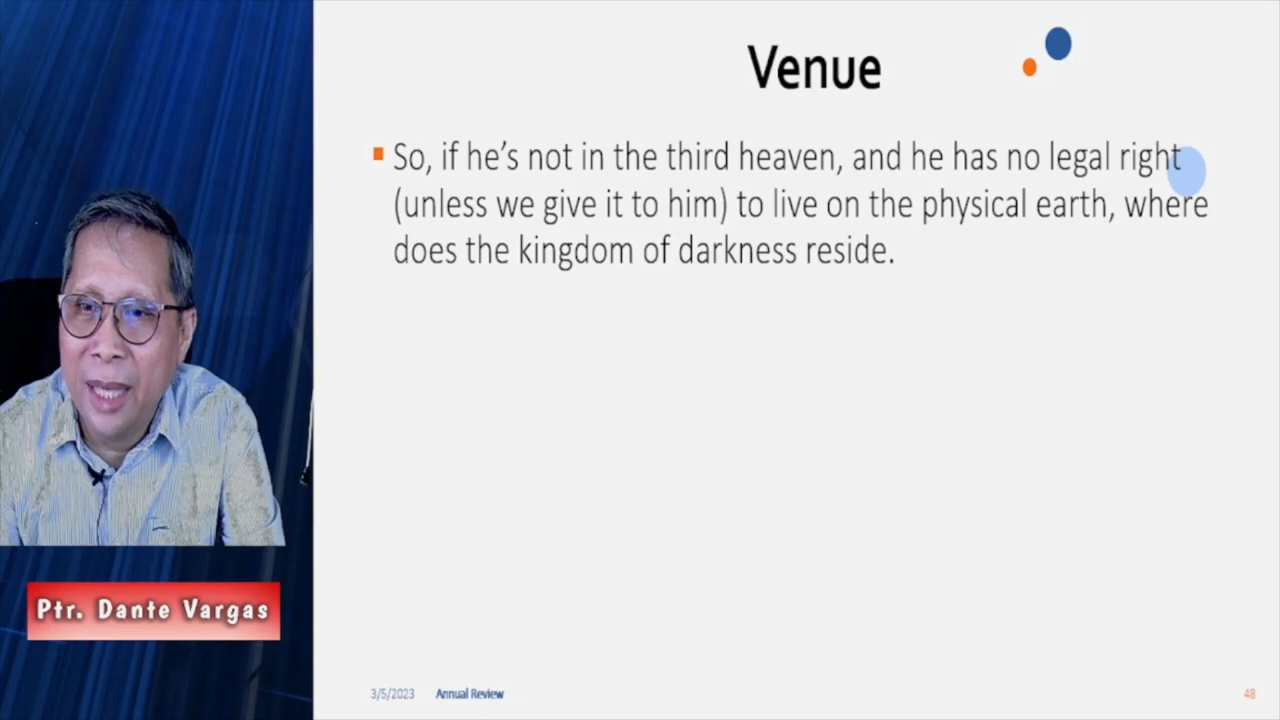 Venue
So, if he's not in the third heaven, and he has no legal right
(unless we give it to him) to live on the physical earth, where
does the kingdom of darkness reside.
Ptr. Dante Vargas
3/5/2023 Annual Review 48